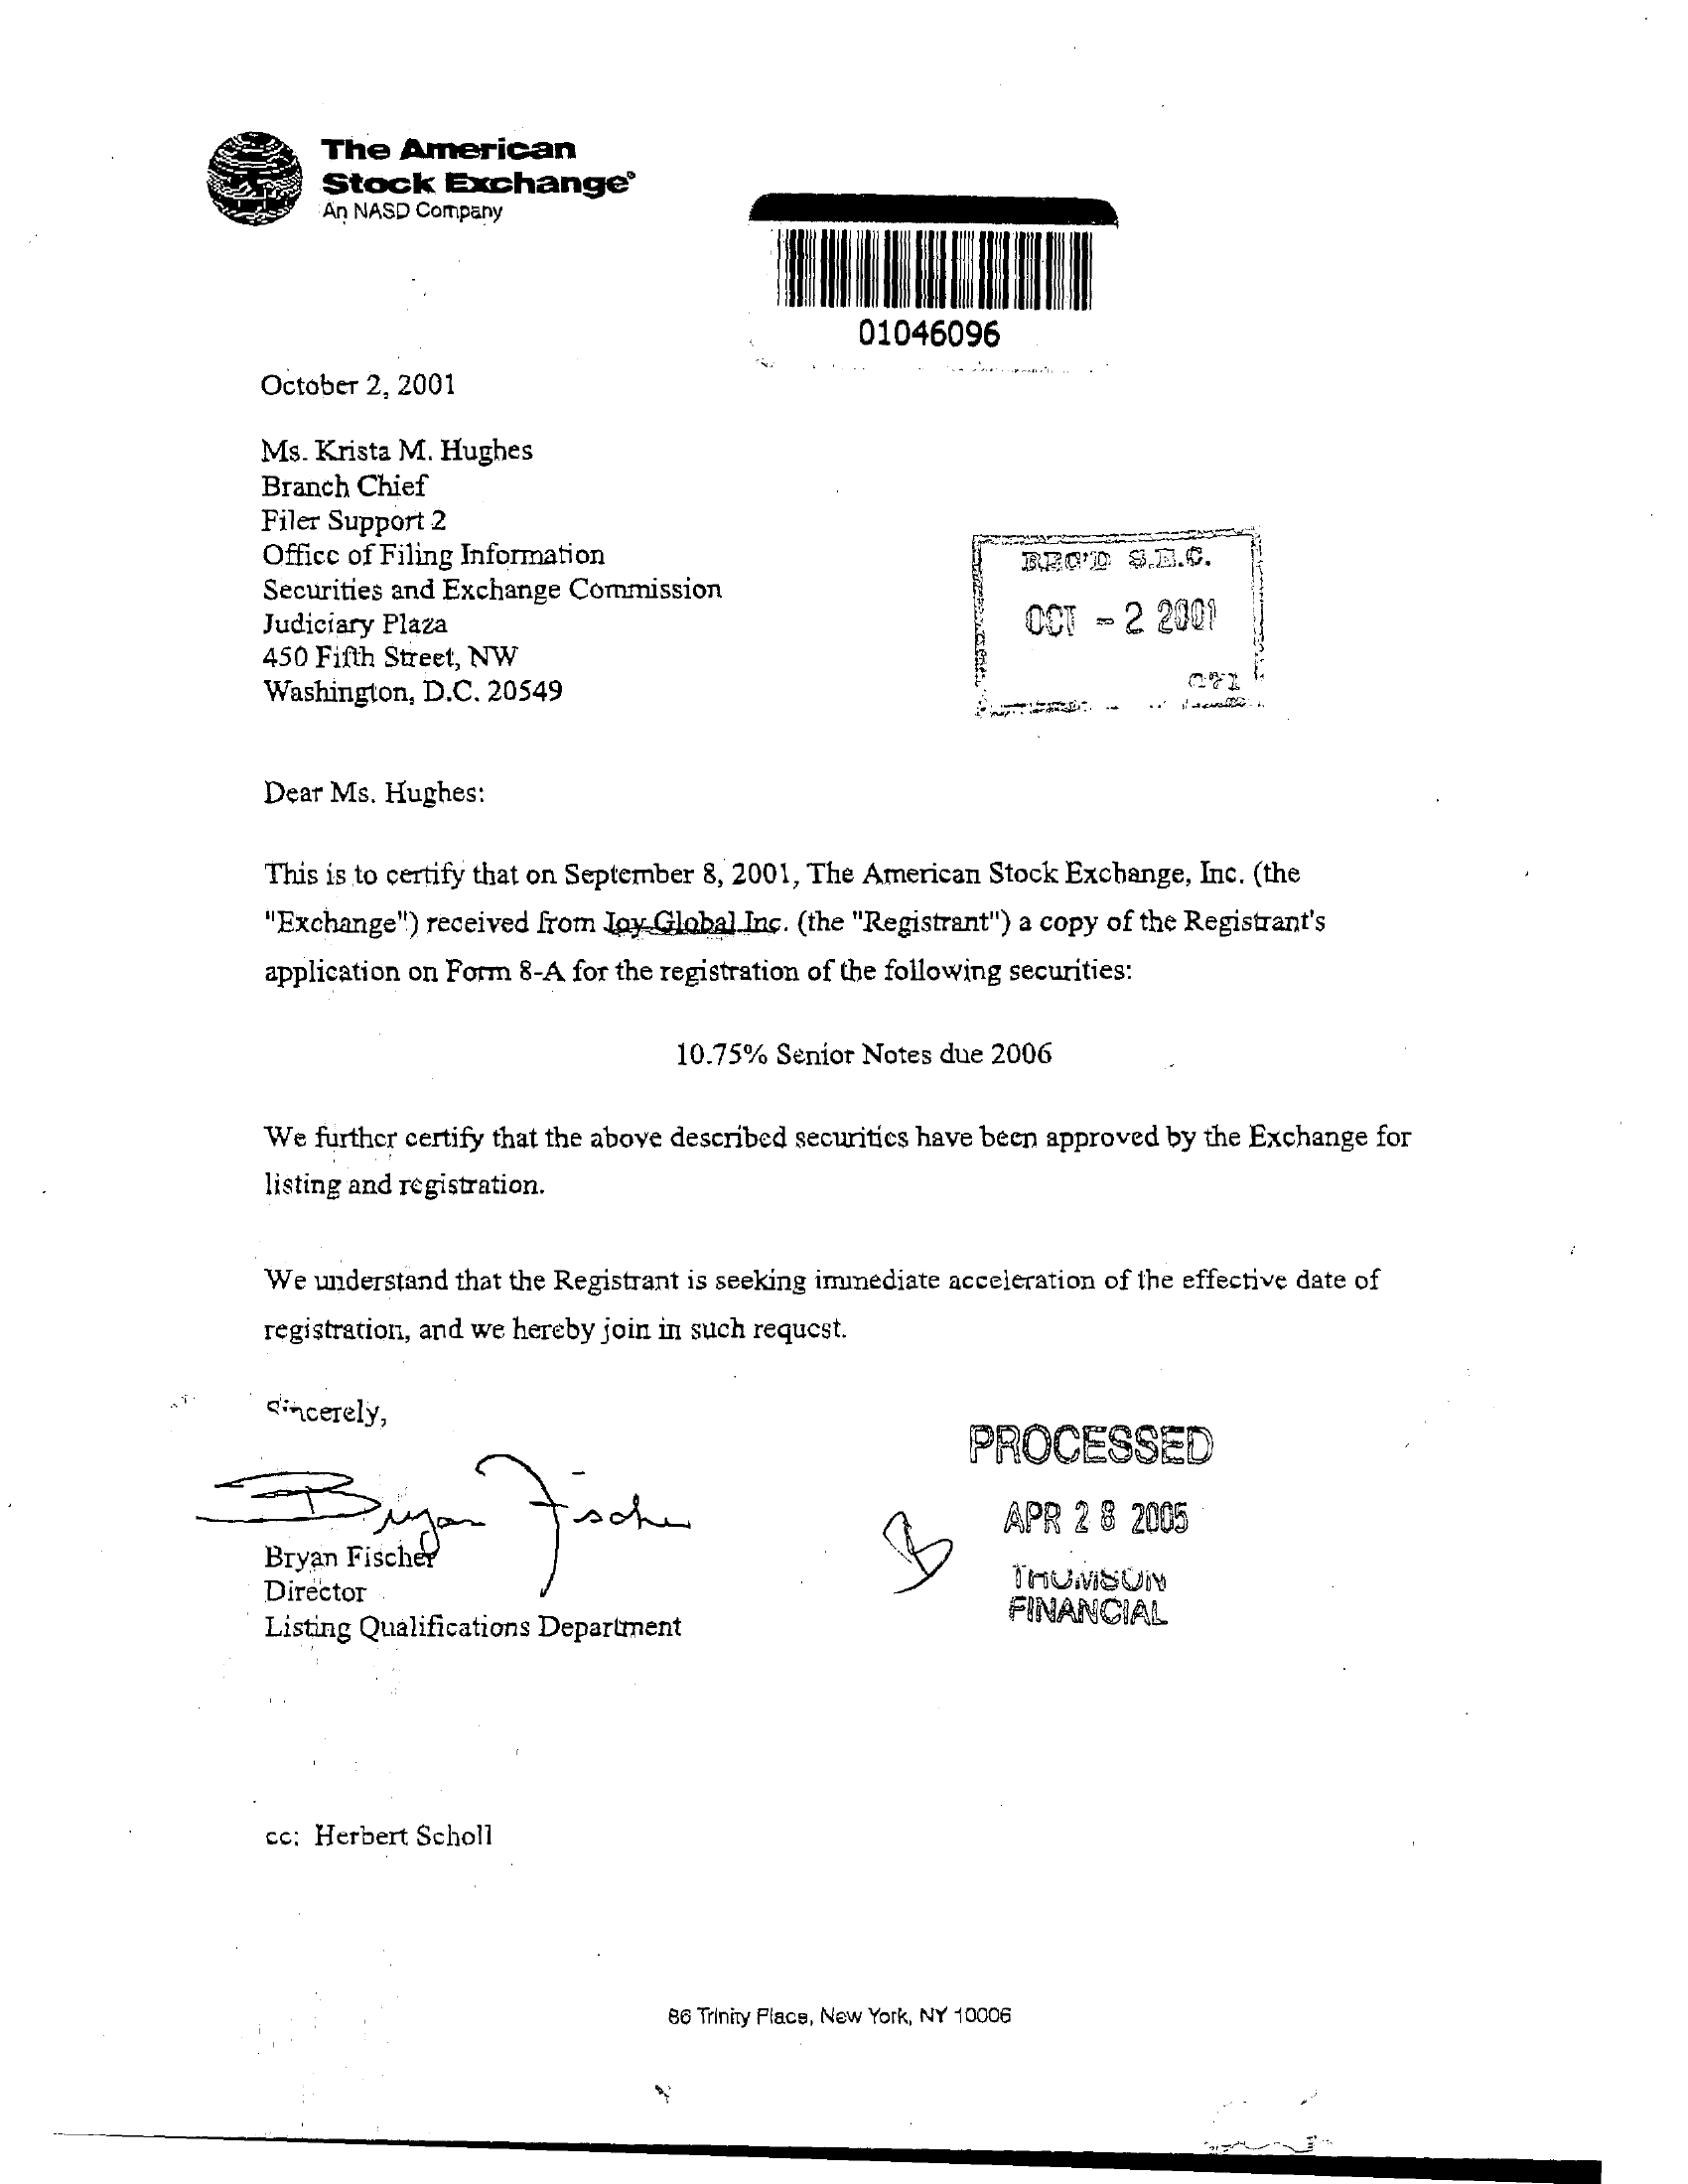 The American
Stock Exchange®
An NASD Company
01046096
October 2, 2001
Ms. Krista M. Hughes
Branch Chief
Filer Support 2
Office of Filing Information
Securities and Exchange Commission
Judiciary Plaza
450 Fifth Street, NW
Washington, D.C. 20549
REC'D S.E.C.
OCT - 2 2001
Dear Ms. Hughes:
This is to certify that on September 8, 2001, The American Stock Exchange, Inc. (the
"Exchange") received from Joy Global Inc. (the "Registrant") a copy of the Registrant's
application on Form 8-A for the registration of the following securities:
10.75% Senior Notes due 2006
We further certify that the above described securities have been approved by the Exchange for
listing and registration.
We understand that the Registrant is seeking immediate acceleration of the effective date of
registration, and we hereby join in such request.
Sincerely,
Bryan Fischer
Bryan Fischer
Director
Listing Qualifications Department
PROCESSED
APR 28 2005
THOMSON
FINANCIAL
cc: Herbert Scholl
86 Trinity Place, New York, NY 10006